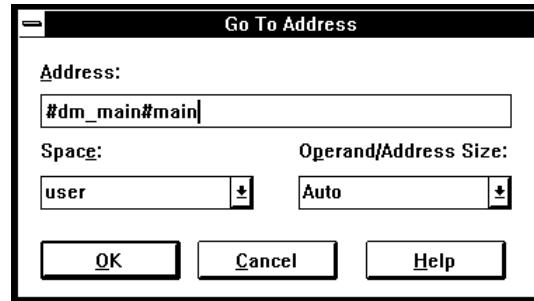 Go To Address
Address:
#dm_main#main
Space: Operand/Address Size:
user Auto
OK Cancel Help